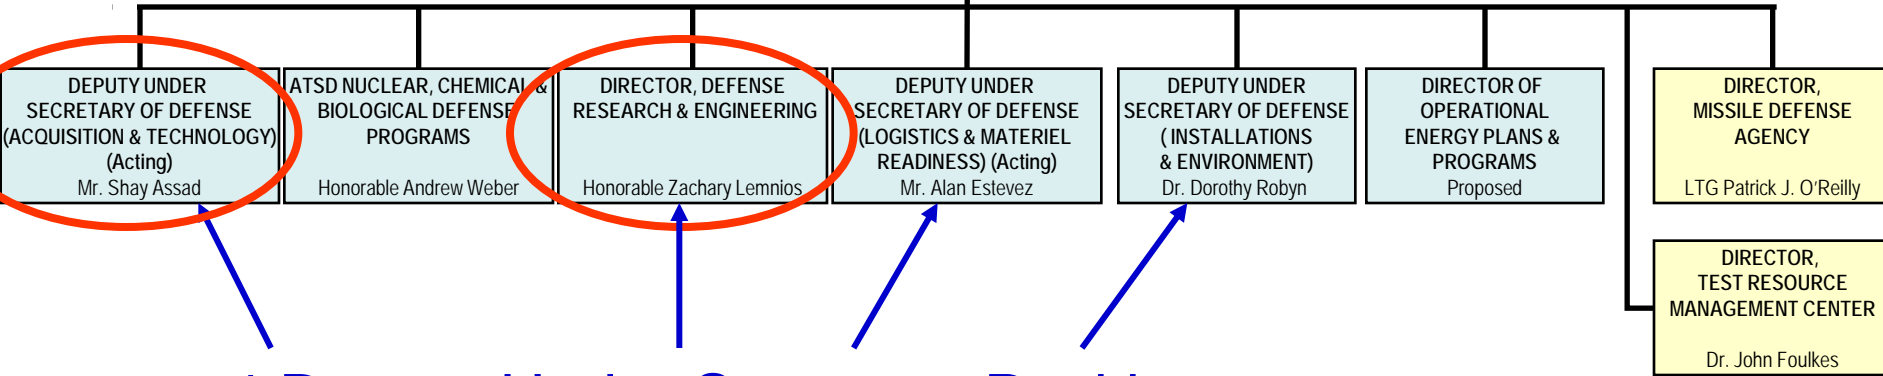 DEPUTY UNDER
SECRETARY OF DEFENSE
(ACQUISITION & TECHNOLOGY)
(Acting)
Mr. Shay Assad
ATSD NUCLEAR, CHEMICAL &
BIOLOGICAL DEFENSE
PROGRAMS
Honorable Andrew Weber
DIRECTOR, DEFENSE
RESEARCH & ENGINEERING
Honorable Zachary Lemnios
DEPUTY UNDER
SECRETARY OF DEFENSE
(LOGISTICS & MATERIEL
READINESS) (Acting)
Mr. Alan Estevez
DEPUTY UNDER
SECRETARY OF DEFENSE
( INSTALLATIONS
& ENVIRONMENT)
Dr. Dorothy Robyn
DIRECTOR OF
OPERATIONAL
ENERGY PLANS &
PROGRAMS
Proposed
DIRECTOR,
MISSILE DEFENSE
AGENCY
LTG Patrick J. O'Reilly
DIRECTOR,
TEST RESOURCE
MANAGEMENT CENTER
Dr. John Foulkes